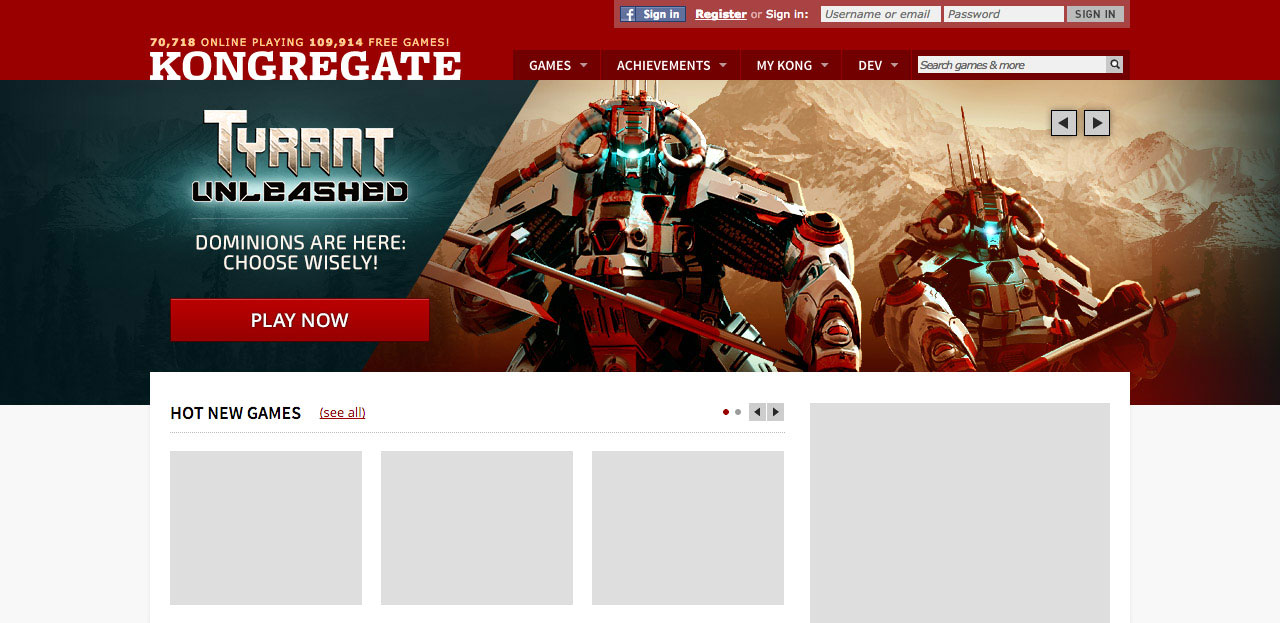 f Sign in Register or Sign in: Username or email Password SIGN IN
70,718 ONLINE PLAYING 109,914 FREE GAMES!
KONGREGATE
GAMES ACHIEVEMENTS MY KONG DEV Search games & more
TYRANT
UNLEASHED
DOMINIONS ARE HERE:
CHOOSE WISELY!
PLAY NOW
HOT NEW GAMES (see all)